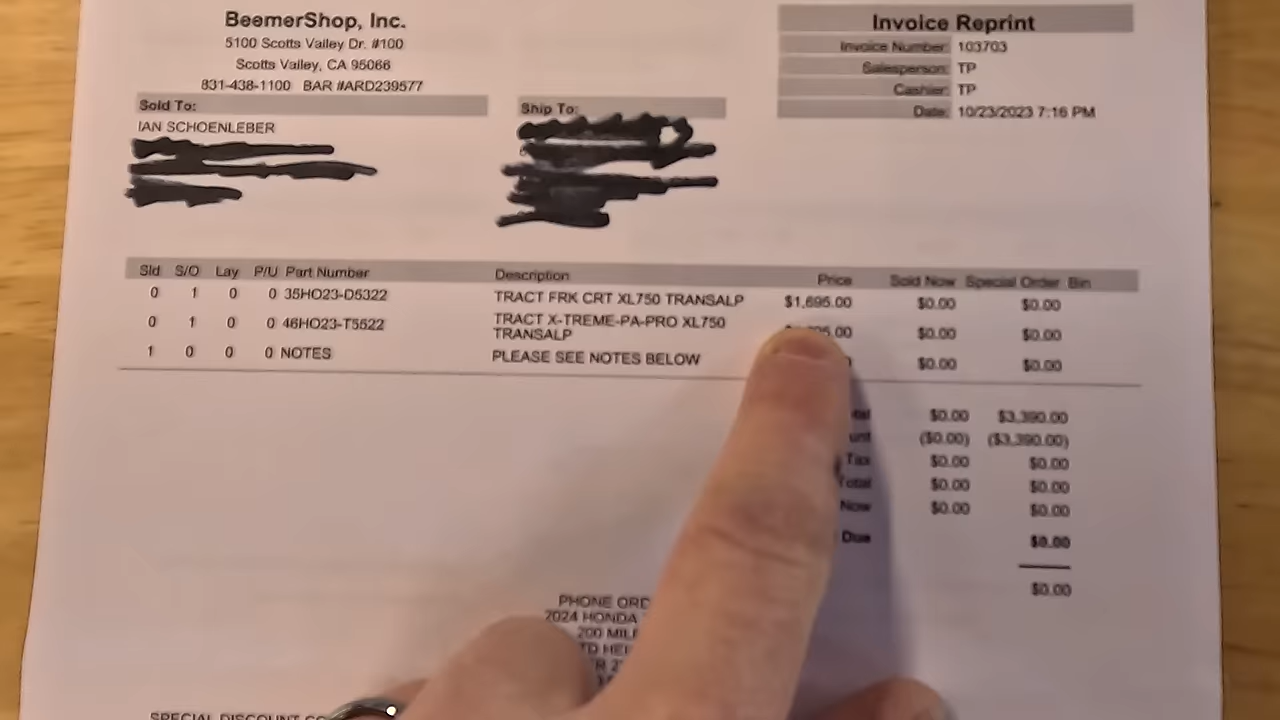 BeemerShop, Inc.
5100 Scotts Valley Dr. #100
Scotts Valley, CA 95066
831-438-1100 BAR #ARD239577
Invoice Reprint
Invoice Number: 103703
Salesperson: TP
Cashier: TP
Date: 10/23/2023 7:16 PM
Sold To:
IAN SCHOENLEBER
Ship To:
Sld S/O Lay P/U Part Number Description Price Sold Now Special Order Bin
0 1 0 0 35HO23-D5322 TRACT FRK CRT XL750 TRANSALP $1,695.00 $0.00 $0.00
0 1 0 0 46HO23-T5522 TRACT X-TREME-PA-PRO XL750 5.00 $0.00 $0.00
TRANSALP
1 0 0 0 NOTES PLEASE SEE NOTES BELOW $0.00 $0.00
$0.00 $3,390.00
($0.00) ($3,390.00)
Tax $0.00 $0.00
Total $0.00 $0.00
Now $0.00 $0.00
Due $0.00
$0.00
PHONE ORD
2024 HONDA
200 MIL
SPECIAL DISCOUNT